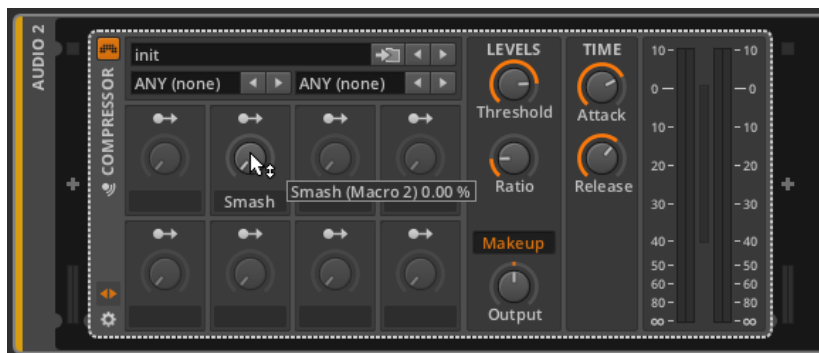 AUDIO 2
COMPRESSOR
init
ANY (none)
ANY (none)
Smash
Smash (Macro 2) 0.00 %
LEVELS
Threshold
Ratio
Makeup
Output
TIME
Attack
Release
10 - - 10
0 - - 0
10 - - 10
20 - - 20
30 - - 30
40 - - 40
50 - - 50
60 - - 60
80 - - 80
∞ - - ∞